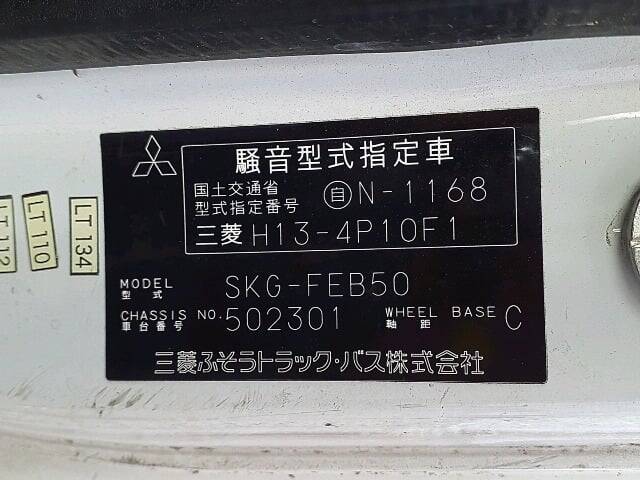 騒音型式指定車
国土交通省
型式指定番号 自N-1168
三菱 H13-4P10F1
MODEL
型式 SKG-FEB50
CHASSIS NO.
車台番号 502301 WHEEL BASE
軸距 C
三菱ふそうトラック・バス株式会社
LT 112
LT 110
LT 134